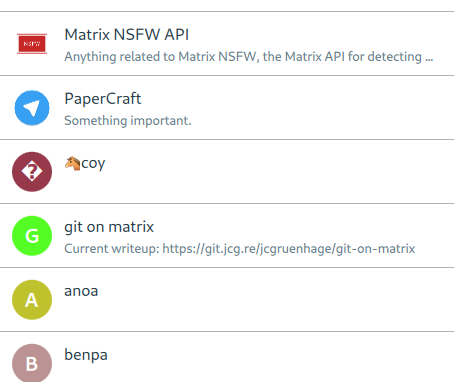 NSFW
Matrix NSFW API
Anything related to Matrix NSFW, the Matrix API for detecting ...
PaperCraft
Something important.
�
🐴coy
G
git on matrix
Current writeup: https://git.jcg.re/jcgruenhage/git-on-matrix
A
anoa
B
benpa